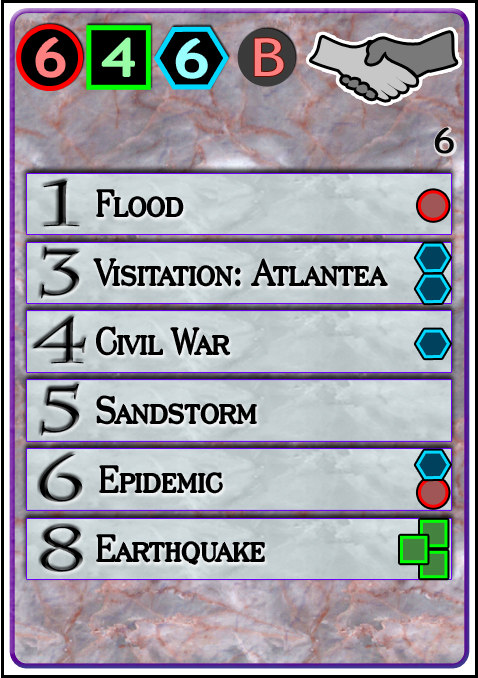 6 4 6 B
6
1 Flood
3 Visitation: Atlantea
4 Civil War
5 Sandstorm
6 Epidemic
8 Earthquake